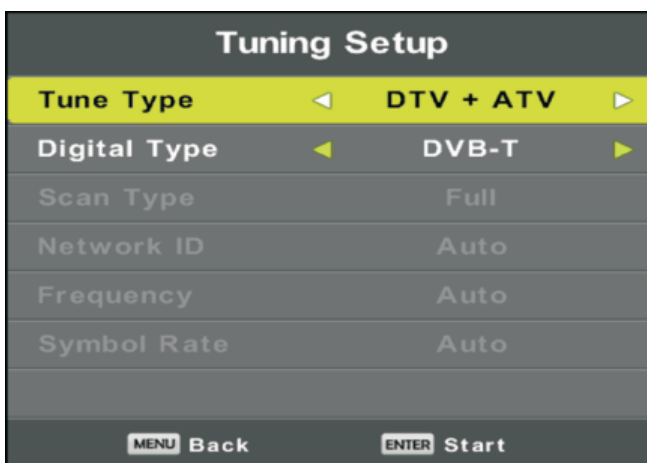 Tuning Setup
Tune Type DTV + ATV
Digital Type DVB-T
Scan Type Full
Network ID Auto
Frequency Auto
Symbol Rate Auto
MENU Back ENTER Start